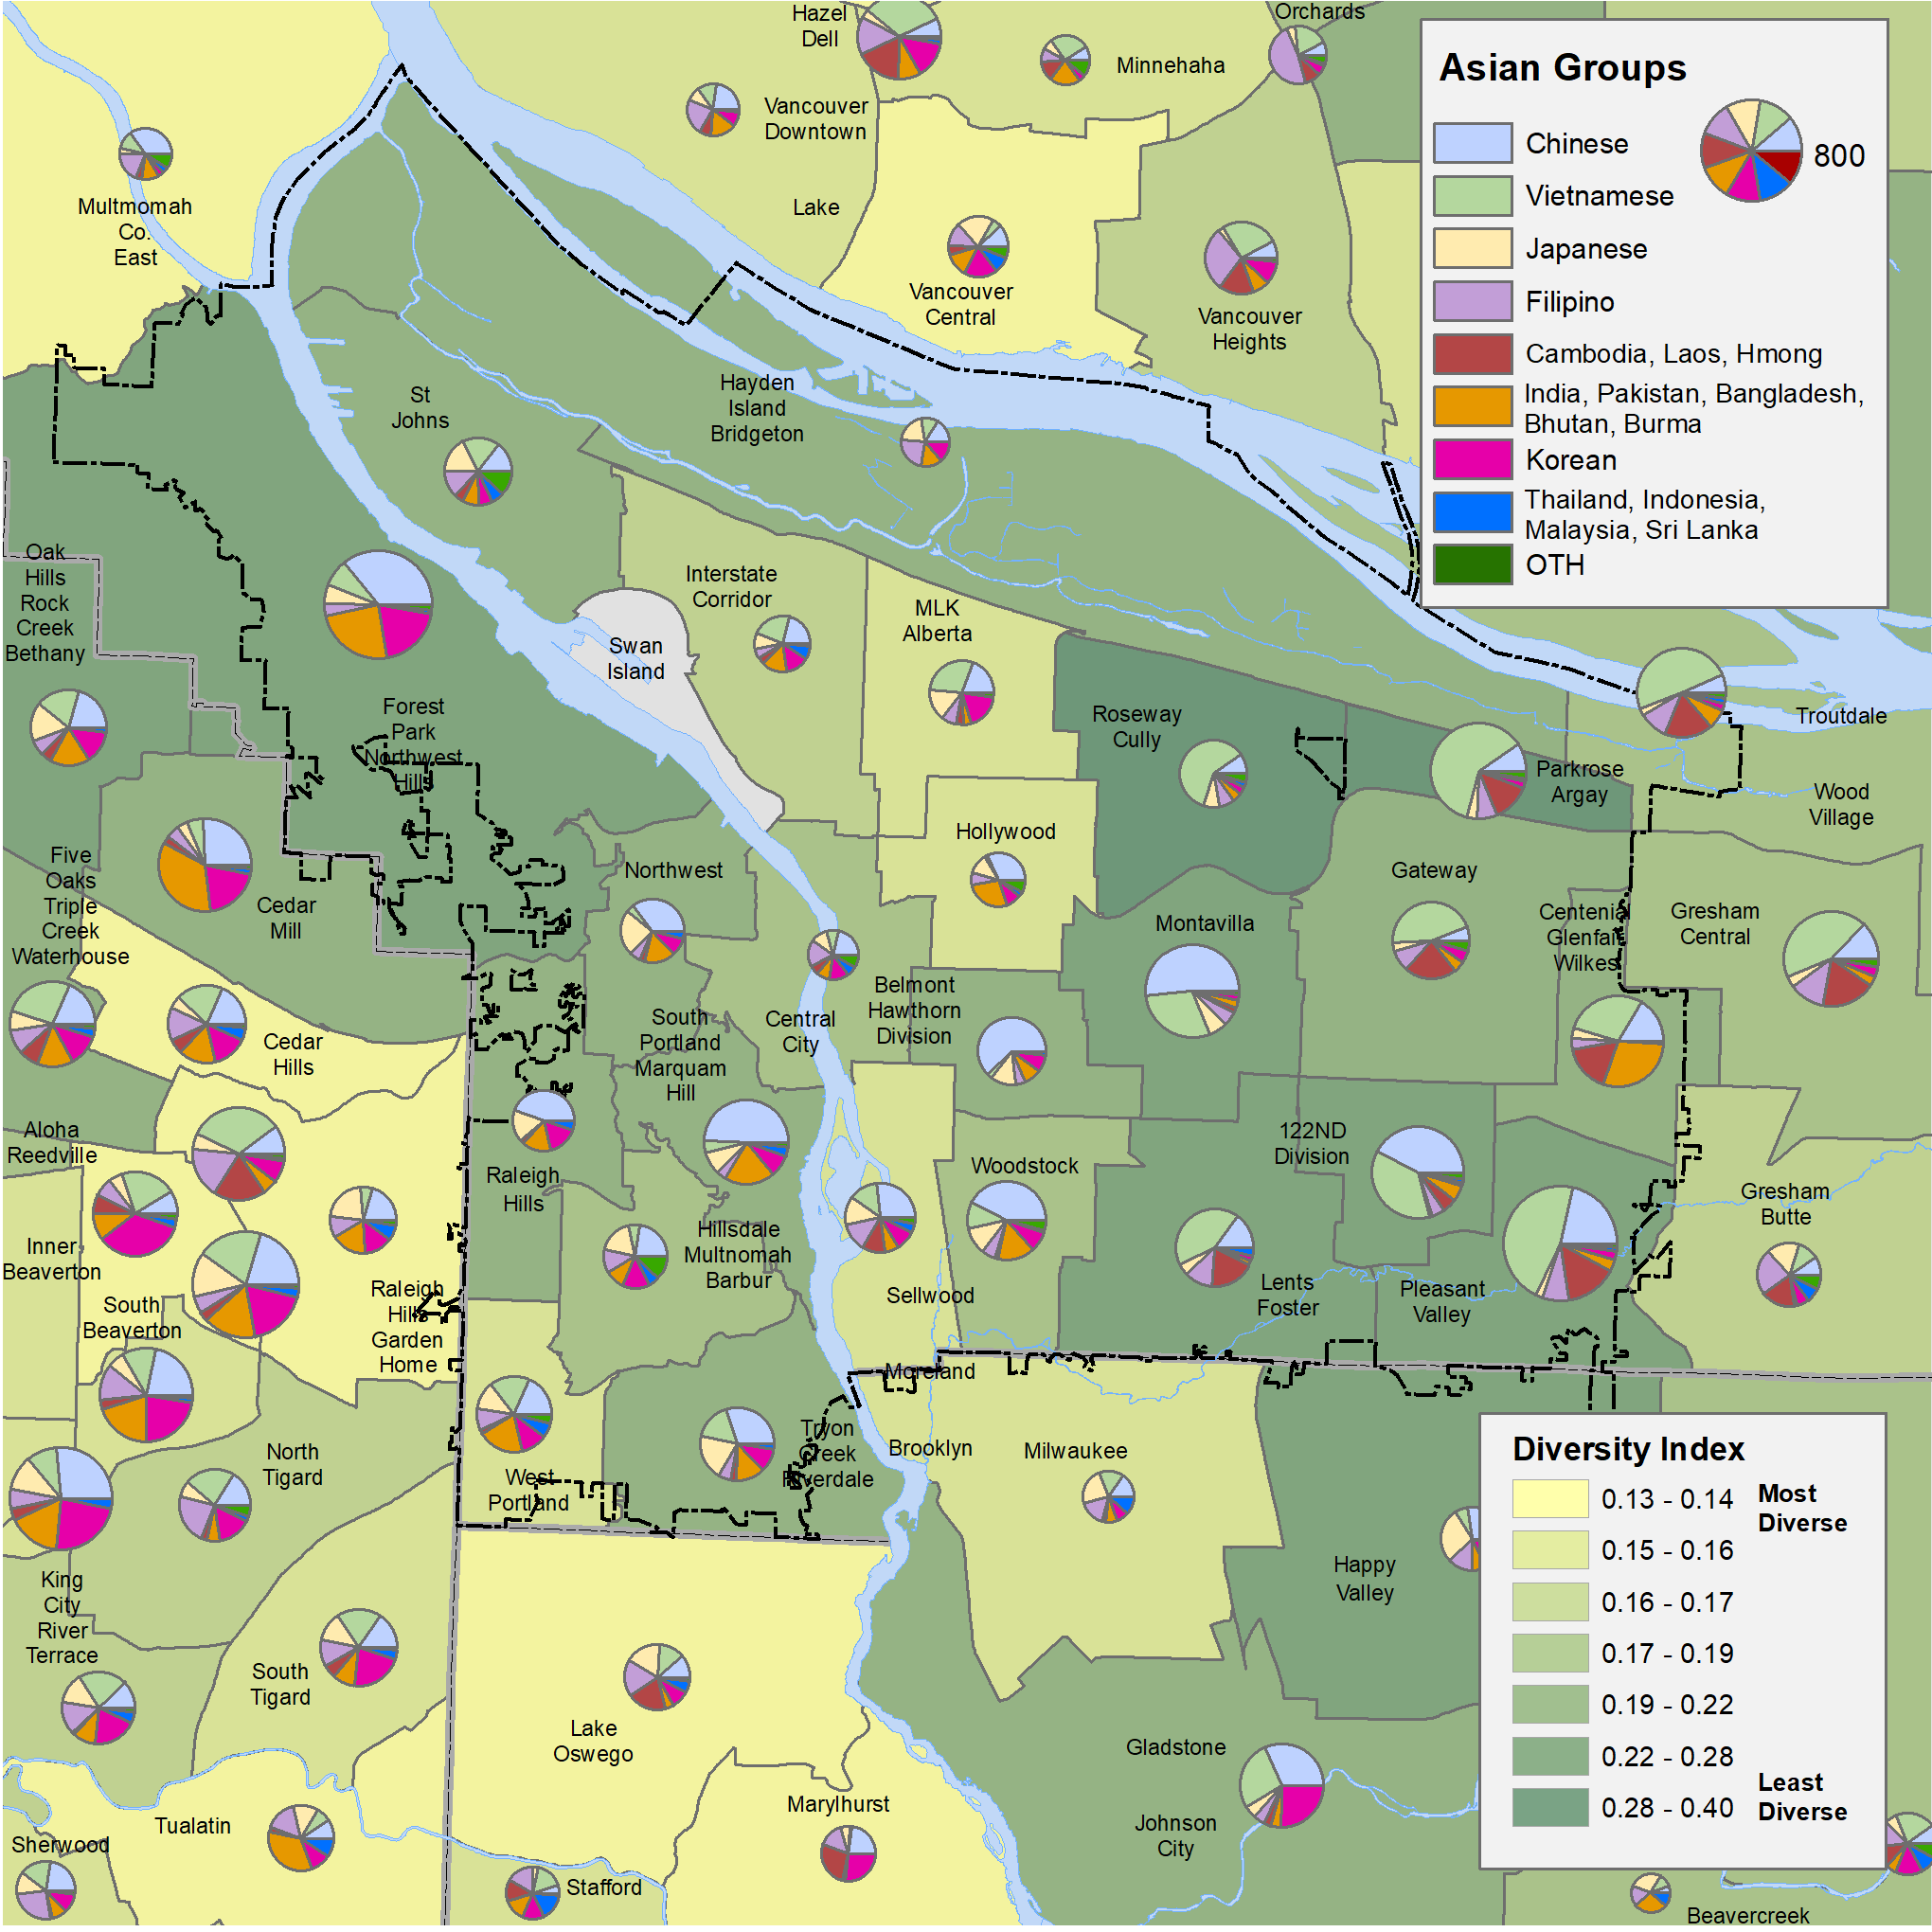 Hazel
Dell
Orchards
Minnehaha
Vancouver
Downtown
Multmomah
Co.
East
Lake
Vancouver
Central
Vancouver
Heights
Asian Groups
800
Chinese
Vietnamese
Japanese
Filipino
Cambodia, Laos, Hmong
India, Pakistan, Bangladesh,
Bhutan, Burma
Korean
Thailand, Indonesia,
Malaysia, Sri Lanka
OTH
St
Johns
Hayden
Island
Bridgeton
Oak
Hills
Rock
Creek
Bethany
Interstate
Corridor
MLK
Alberta
Swan
Island
Forest
Park
Northwest
Hills
Roseway
Cully
Troutdale
Parkrose
Argay
Wood
Village
Hollywood
Northwest
Gateway
Five
Oaks
Triple
Creek
Waterhouse
Cedar
Mill
Montavilla
Centenial
Glenfair
Wilkes
Gresham
Central
Belmont
Hawthorn
Division
Cedar
Hills
South
Portland
Marquam
Hill
Central
City
Aloha
Reedville
122ND
Division
Raleigh
Hills
Woodstock
Gresham
Butte
Inner
Beaverton
Hillsdale
Multnomah
Barbur
Raleigh
Hills
Garden
Home
South
Beaverton
Sellwood
Moreland
Brooklyn
Lents
Foster
Pleasant
Valley
North
Tigard
West
Portland
Tryon
Creek
Riverdale
Milwaukee
Diversity Index
0.13 - 0.14
0.15 - 0.16
0.16 - 0.17
0.17 - 0.19
0.19 - 0.22
0.22 - 0.28
0.28 - 0.40
Most
Diverse
Least
Diverse
Happy
Valley
King
City
River
Terrace
South
Tigard
Lake
Oswego
Gladstone
Johnson
City
Marylhurst
Tualatin
Sherwood
Stafford
Beavercreek